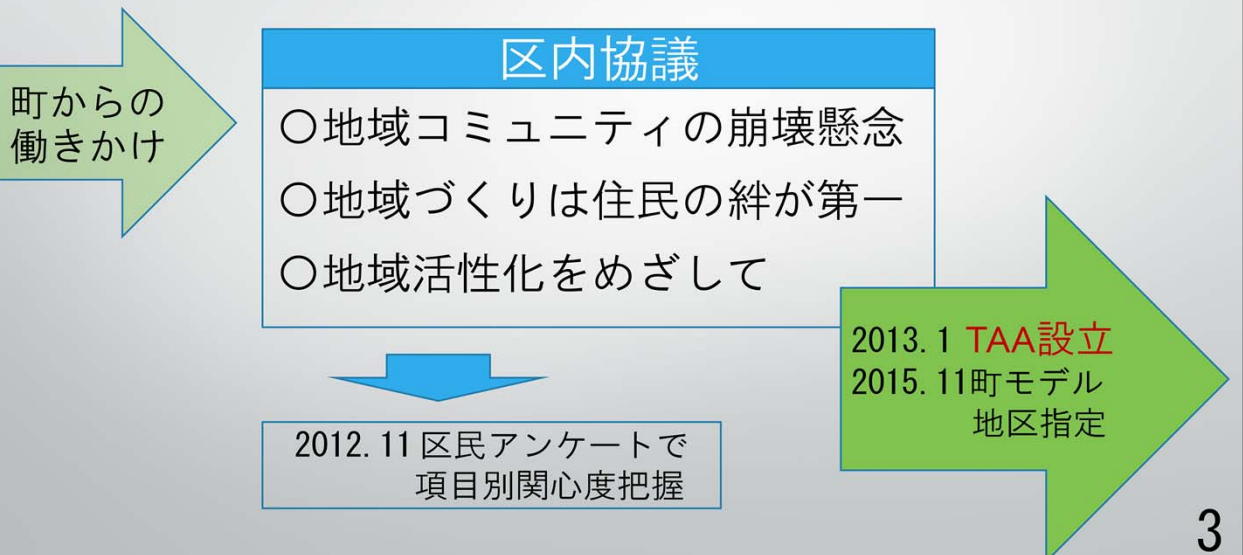 町からの
働きかけ
区内協議
〇地域コミュニティの崩壊懸念
〇地域づくりは住民の絆が第一
〇地域活性化をめざして
2013.1 TAA設立
2015.11町モデル
地区指定
2012.11区民アンケートで
項目別関心度把握
3